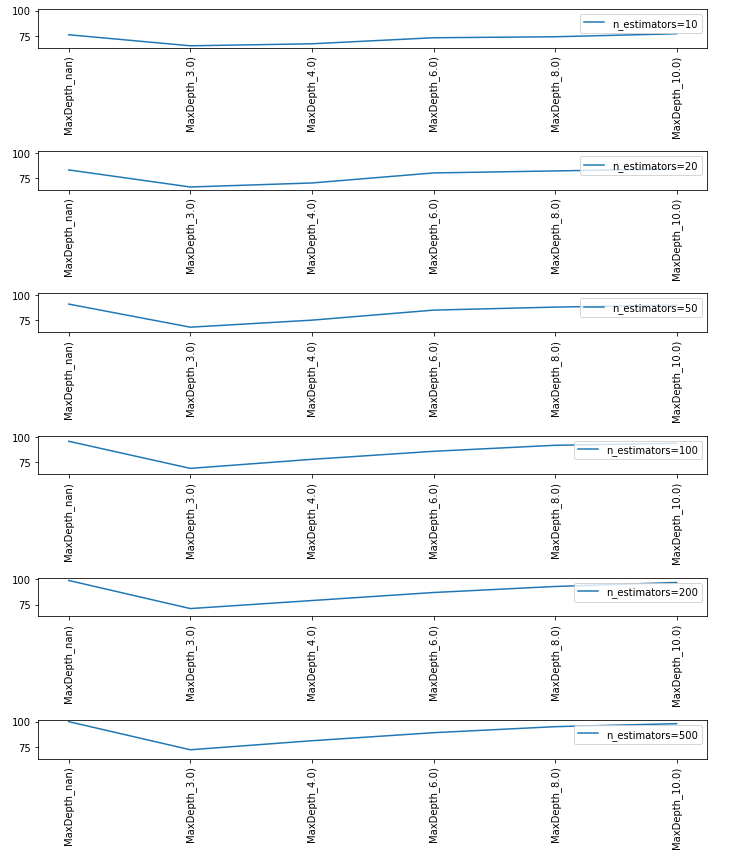 100
n_estimators=10
75
MaxDepth_nan)
MaxDepth_3.0)
MaxDepth_4.0)
MaxDepth_6.0)
MaxDepth_8.0)
MaxDepth_10.0)
100
n_estimators=20
75
MaxDepth_nan)
MaxDepth_3.0)
MaxDepth_4.0)
MaxDepth_6.0)
MaxDepth_8.0)
MaxDepth_10.0)
100
n_estimators=50
75
MaxDepth_nan)
MaxDepth_3.0)
MaxDepth_4.0)
MaxDepth_6.0)
MaxDepth_8.0)
MaxDepth_10.0)
100
n_estimators=100
75
MaxDepth_nan)
MaxDepth_3.0)
MaxDepth_4.0)
MaxDepth_6.0)
MaxDepth_8.0)
MaxDepth_10.0)
100
n_estimators=200
75
MaxDepth_nan)
MaxDepth_3.0)
MaxDepth_4.0)
MaxDepth_6.0)
MaxDepth_8.0)
MaxDepth_10.0)
100
n_estimators=500
75
MaxDepth_nan)
MaxDepth_3.0)
MaxDepth_4.0)
MaxDepth_6.0)
MaxDepth_8.0)
MaxDepth_10.0)